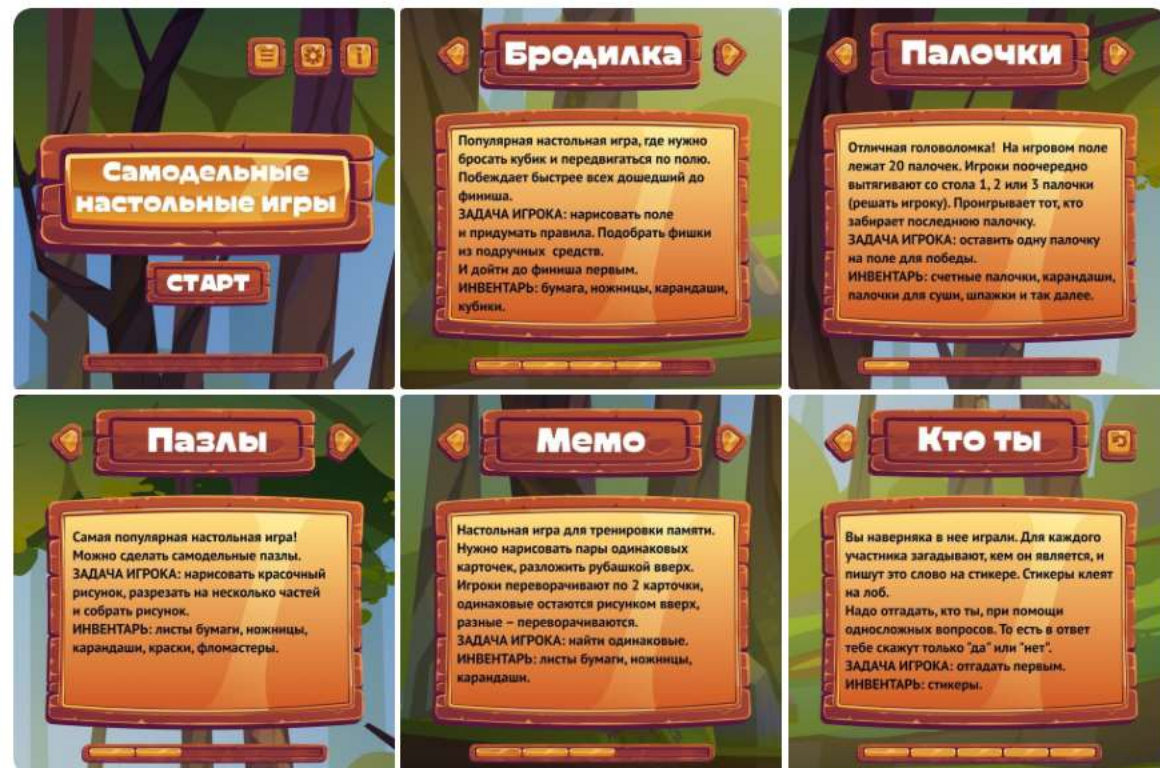 Самодельные
настольные игры
СТАРТ
Бродилка
Популярная настольная игра, где нужно
бросать кубик и передвигаться по полю.
Побеждает быстрее всех дошедший до
финиша.
ЗАДАЧА ИГРОКА: нарисовать поле
и придумать правила. Подобрать фишки
из подручных средств.
И дойти до финиша первым.
ИНВЕНТАРЬ: бумага, ножницы, карандаши,
кубики.
Палочки
Отличная головоломка! На игровом поле
лежат 20 палочек. Игроки поочередно
вытягивают со стола 1, 2 или 3 палочки
(решать игроку). Проигрывает тот, кто
забирает последнюю палочку.
ЗАДАЧА ИГРОКА: оставить одну палочку
на поле для победы.
ИНВЕНТАРЬ: счетные палочки, карандаши,
палочки для суши, шпажки и так далее.
Пазлы
Самая популярная настольная игра!
Можно сделать самодельные пазлы.
ЗАДАЧА ИГРОКА: нарисовать красочный
рисунок, разрезать на несколько частей
и собрать рисунок.
ИНВЕНТАРЬ: листы бумаги, ножницы,
карандаши, краски, фломастеры.
Мемо
Настольная игра для тренировки памяти.
Нужно нарисовать пары одинаковых
карточек, разложить рубашкой вверх.
Игроки переворачивают по 2 карточки,
одинаковые остаются рисунком вверх,
разные – переворачиваются.
ЗАДАЧА ИГРОКА: найти одинаковые.
ИНВЕНТАРЬ: листы бумаги, ножницы,
карандаши.
Кто ты
Вы наверняка в нее играли. Для каждого
участника загадывают, кем он является, и
пишут это слово на стикере. Стикеры клеят
на лоб.
Надо отгадать, кто ты, при помощи
односложных вопросов. То есть в ответ
тебе скажут только "да" или "нет".
ЗАДАЧА ИГРОКА: отгадать первым.
ИНВЕНТАРЬ: стикеры.